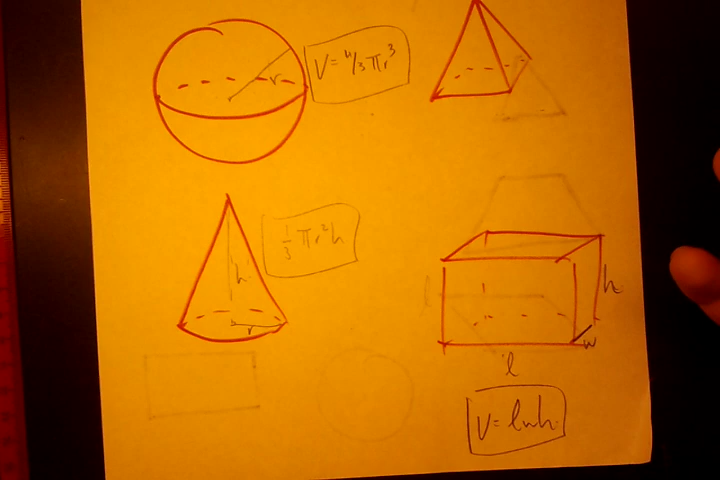 r
V=4/3πr³
h
r
1/3πr²h
l
h
w
l
V=lwh